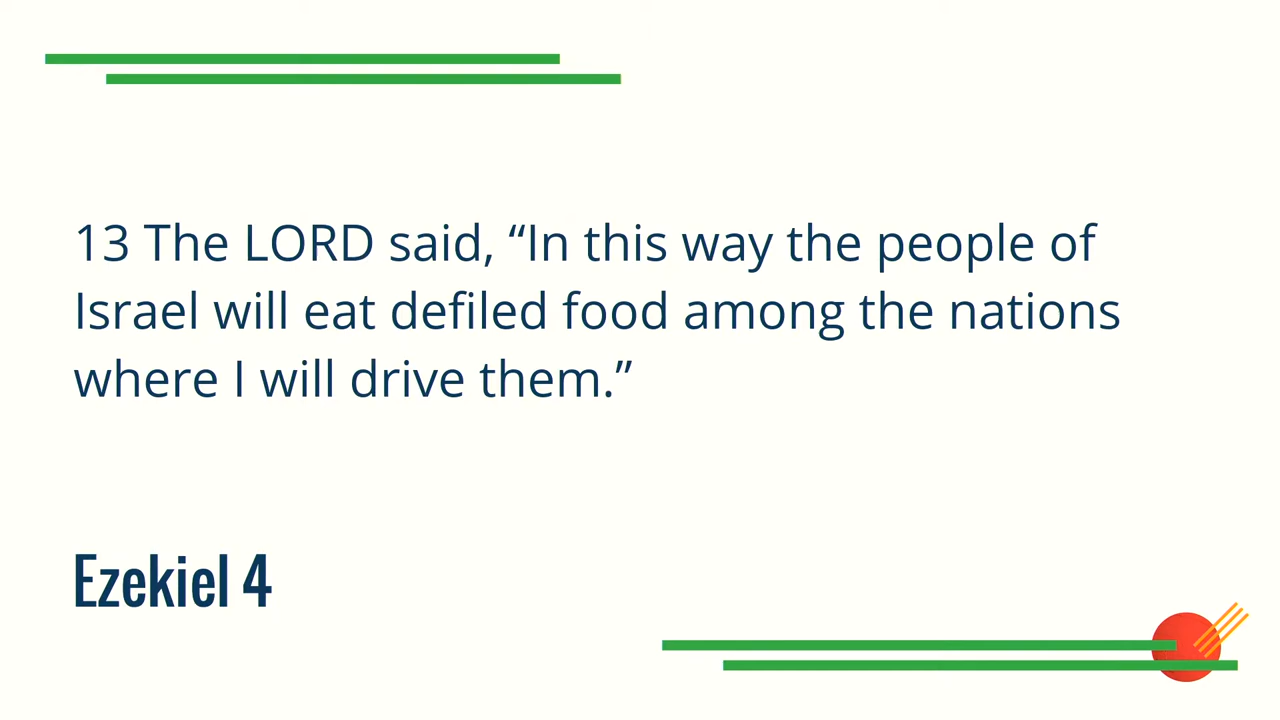 13 The LORD said, “In this way the people of
Israel will eat defiled food among the nations
where I will drive them.”
Ezekiel 4